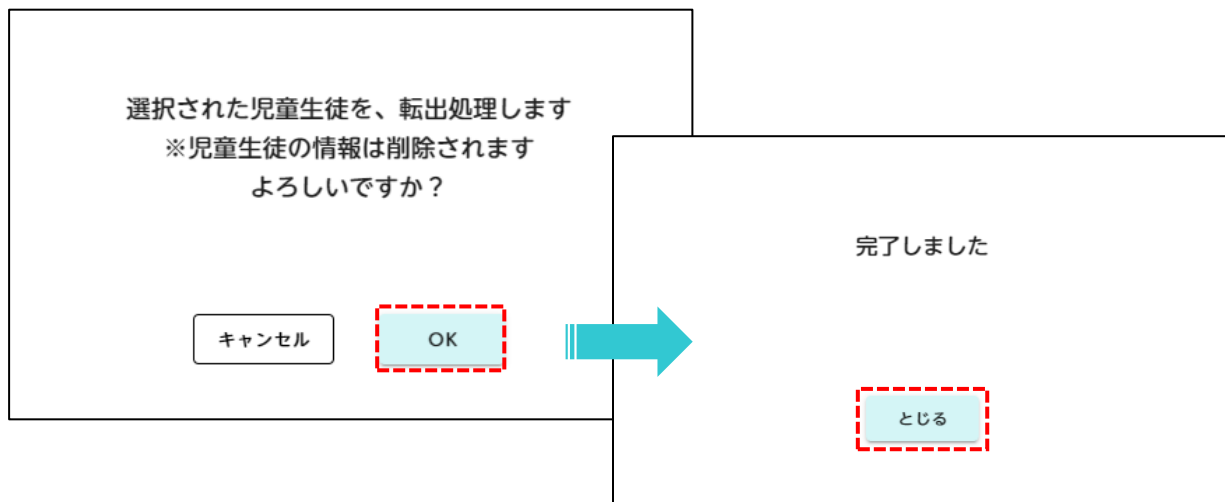 選択された児童生徒を、転出処理します
※児童生徒の情報は削除されます
よろしいですか？
キャンセル
OK
完了しました
とじる